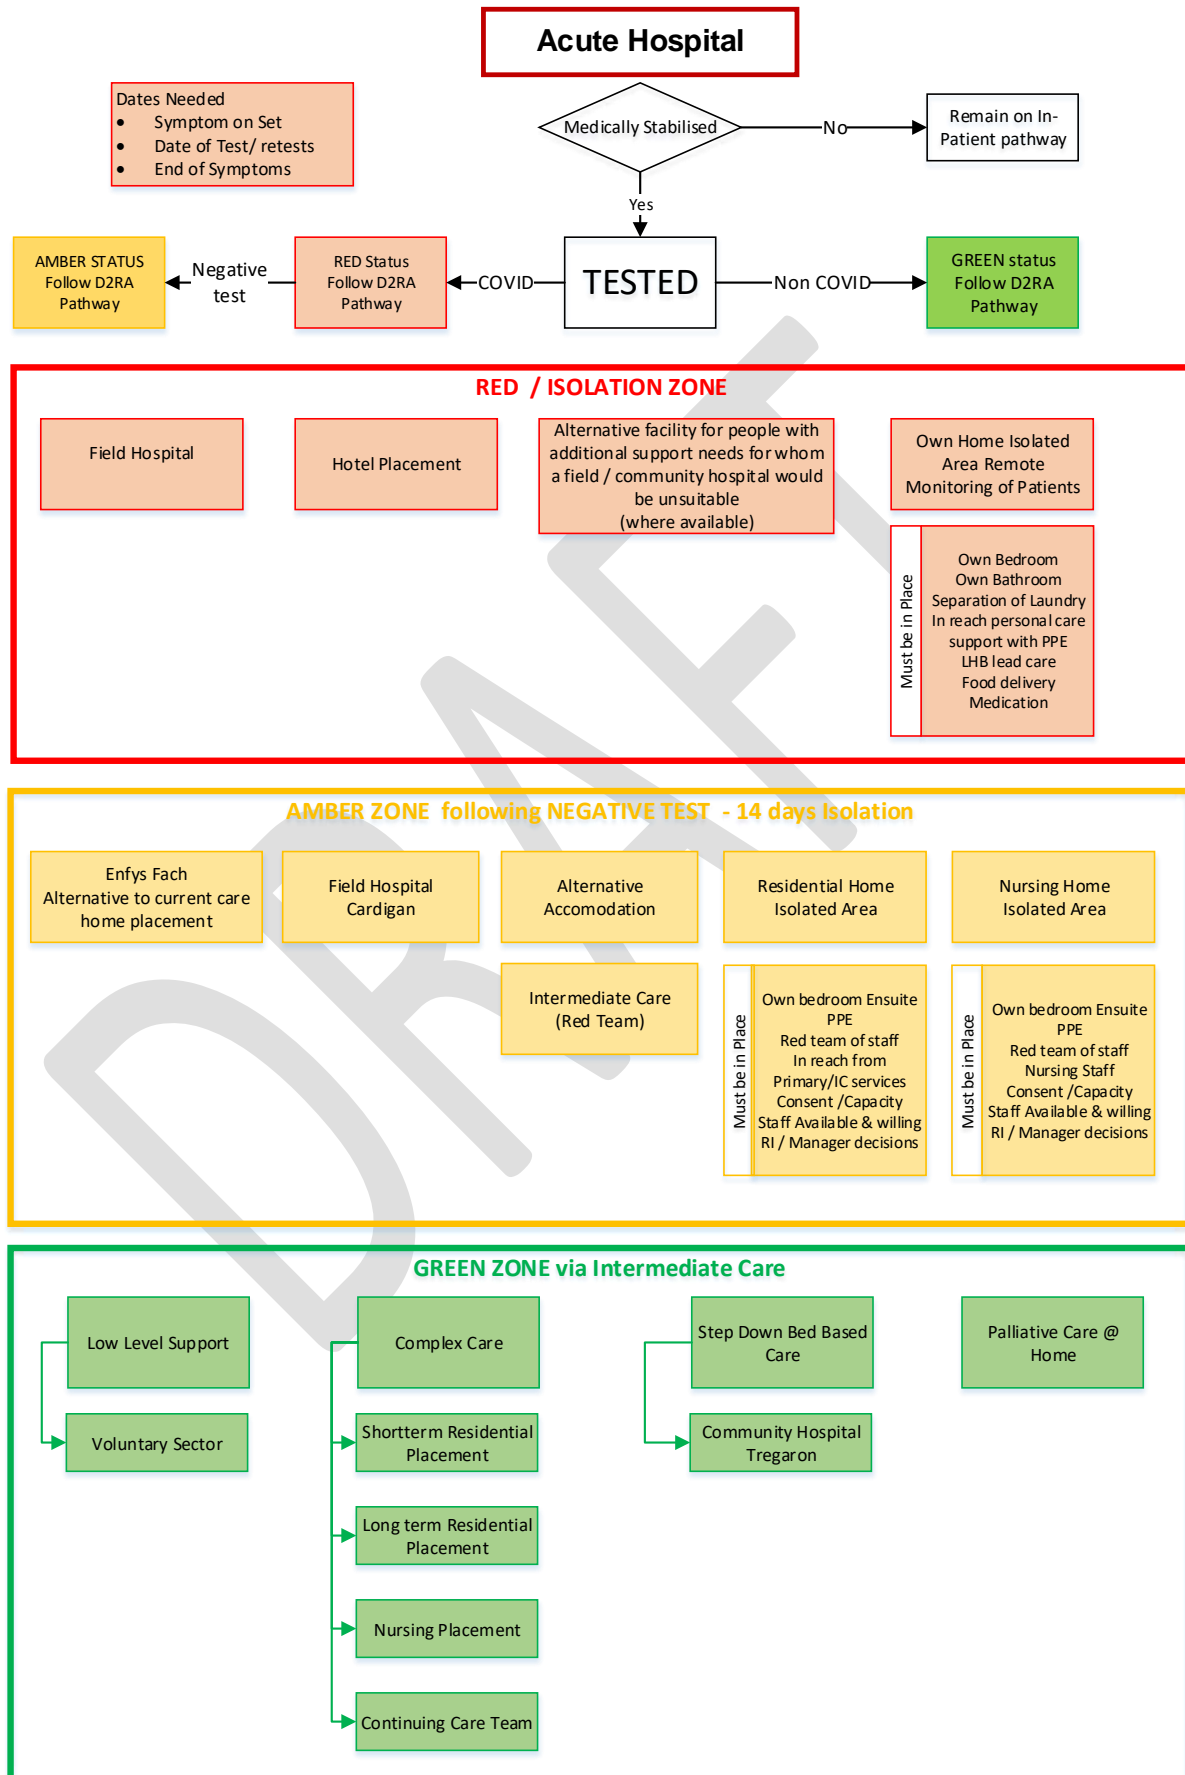 Acute Hospital
Dates Needed
• Symptom on Set
• Date of Test/ retests
• End of Symptoms
Medically Stabilised
No
Remain on In-
Patient pathway
Yes
AMBER STATUS
Follow D2RA
Pathway
Negative
test
RED Status
Follow D2RA
Pathway
COVID
TESTED
Non COVID
GREEN status
Follow D2RA
Pathway
RED / ISOLATION ZONE
Field Hospital
Hotel Placement
Alternative facility for people with
additional support needs for whom
a field / community hospital would
be unsuitable
(where available)
Own Home Isolated
Area Remote
Monitoring of Patients
Must be in Place
Own Bedroom
Own Bathroom
Separation of Laundry
In reach personal care
support with PPE
LHB lead care
Food delivery
Medication
AMBER ZONE following NEGATIVE TEST - 14 days Isolation
Enfys Fach
Alternative to current care
home placement
Field Hospital
Cardigan
Alternative
Accomodation
Residential Home
Isolated Area
Nursing Home
Isolated Area
Intermediate Care
(Red Team)
Must be in Place
Own bedroom Ensuite
PPE
Red team of staff
In reach from
Primary/IC services
Consent /Capacity
Staff Available & willing
RI / Manager decisions
Must be in Place
Own bedroom Ensuite
PPE
Red team of staff
Nursing Staff
Consent /Capacity
Staff Available & willing
RI / Manager decisions
GREEN ZONE via Intermediate Care
Low Level Support
Complex Care
Step Down Bed Based
Care
Palliative Care @
Home
Voluntary Sector
Shortterm Residential
Placement
Community Hospital
Tregaron
Long term Residential
Placement
Nursing Placement
Continuing Care Team
DRAFT